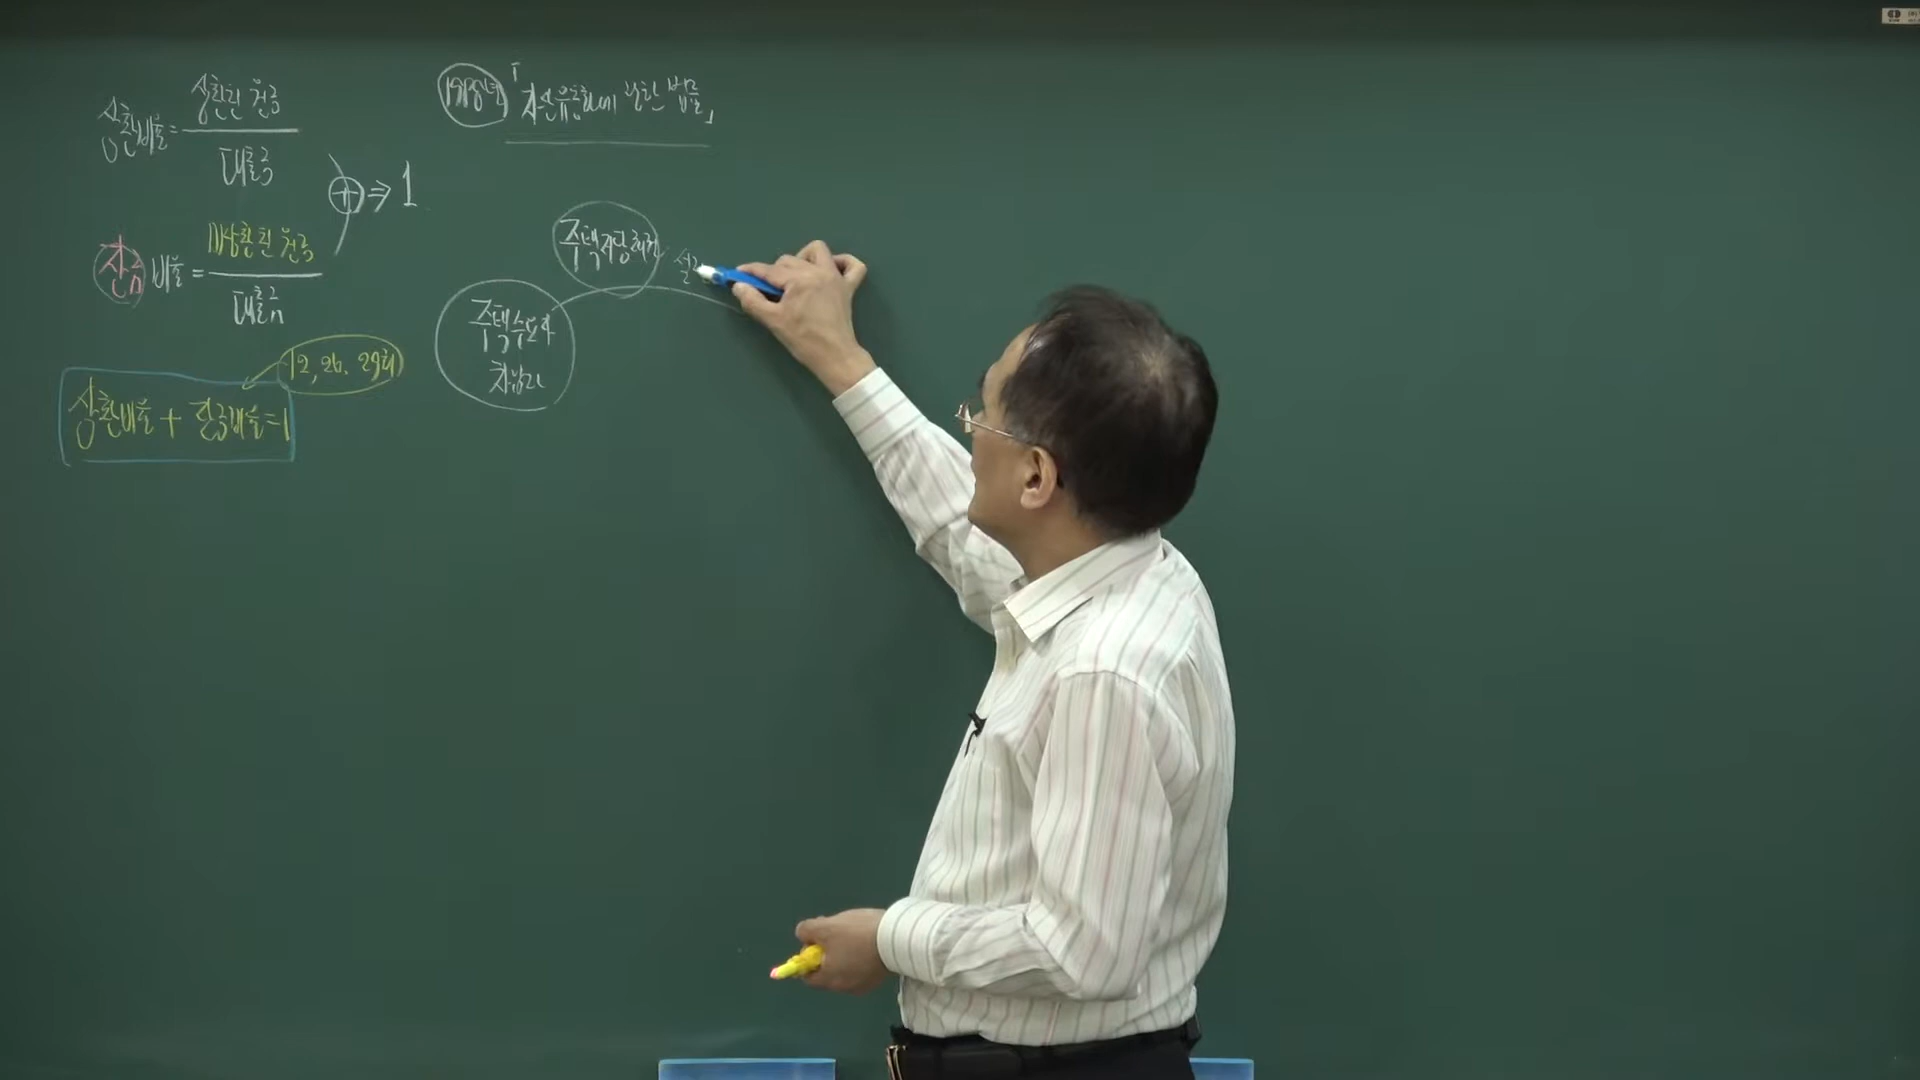 상환비율 = 상환된 원금
대출금
잔금 비율 = 미상환된 원금
대출금
⊕ ⇒ 1
12, 26, 29회
상환비율 + 잔금비율 = 1
1998년 「자산유동화에 관한 법률」
주택저당채권
설정
주택수요자
차입자